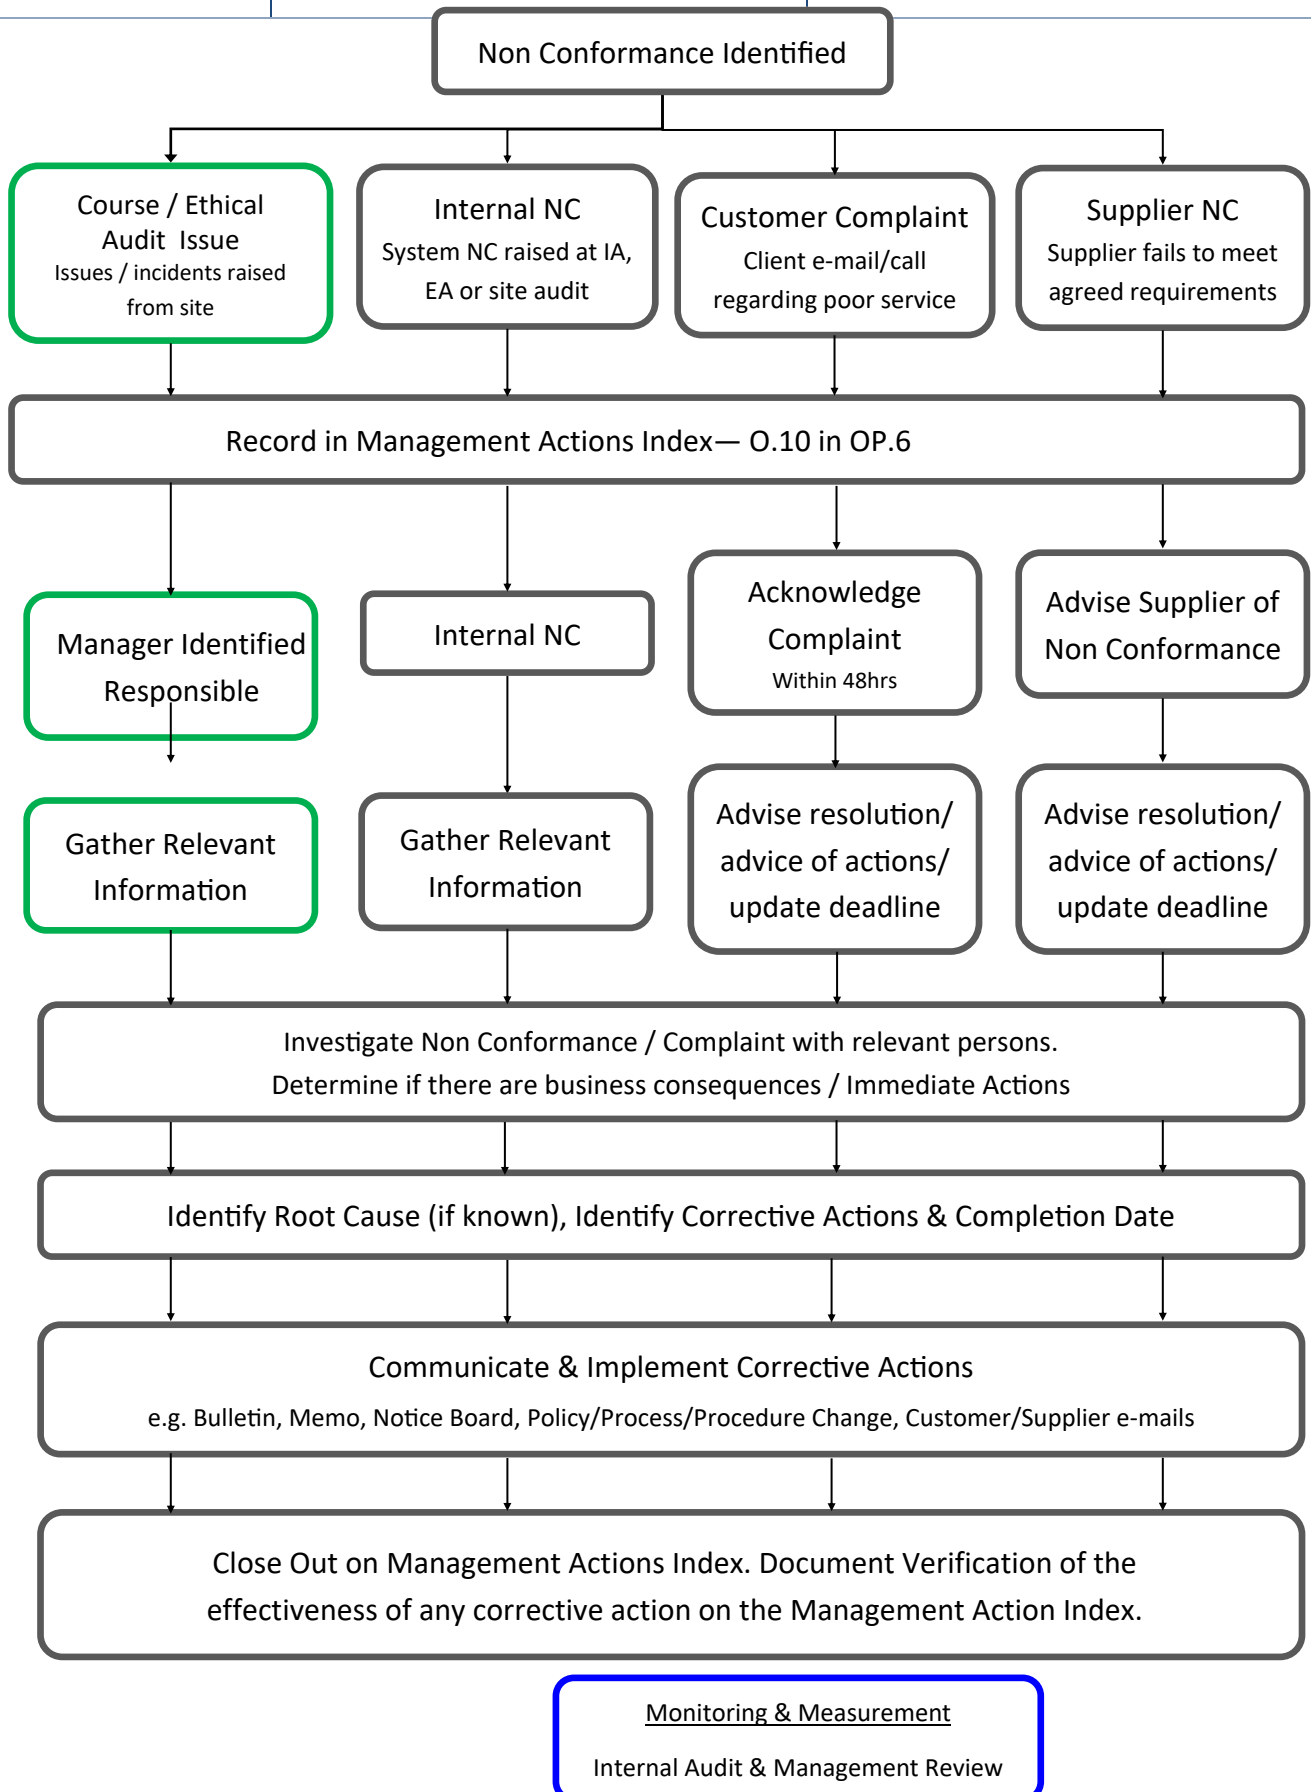 Non Conformance Identified
Course / Ethical
Audit  Issue
Issues / incidents raised
from site
Internal NC
System NC raised at IA,
EA or site audit
Customer Complaint
Client e-mail/call
regarding poor service
Supplier NC
Supplier fails to meet
agreed requirements
Record in Management Actions Index— O.10 in OP.6
Manager Identified
Responsible
Internal NC
Acknowledge
Complaint
Within 48hrs
Advise Supplier of
Non Conformance
Gather Relevant
Information
Gather Relevant
Information
Advise resolution/
advice of actions/
update deadline
Advise resolution/
advice of actions/
update deadline
Investigate Non Conformance / Complaint with relevant persons.
Determine if there are business consequences / Immediate Actions
Identify Root Cause (if known), Identify Corrective Actions & Completion Date
Communicate & Implement Corrective Actions
e.g. Bulletin, Memo, Notice Board, Policy/Process/Procedure Change, Customer/Supplier e-mails
Close Out on Management Actions Index. Document Verification of the
effectiveness of any corrective action on the Management Action Index.
Monitoring & Measurement
Internal Audit & Management Review